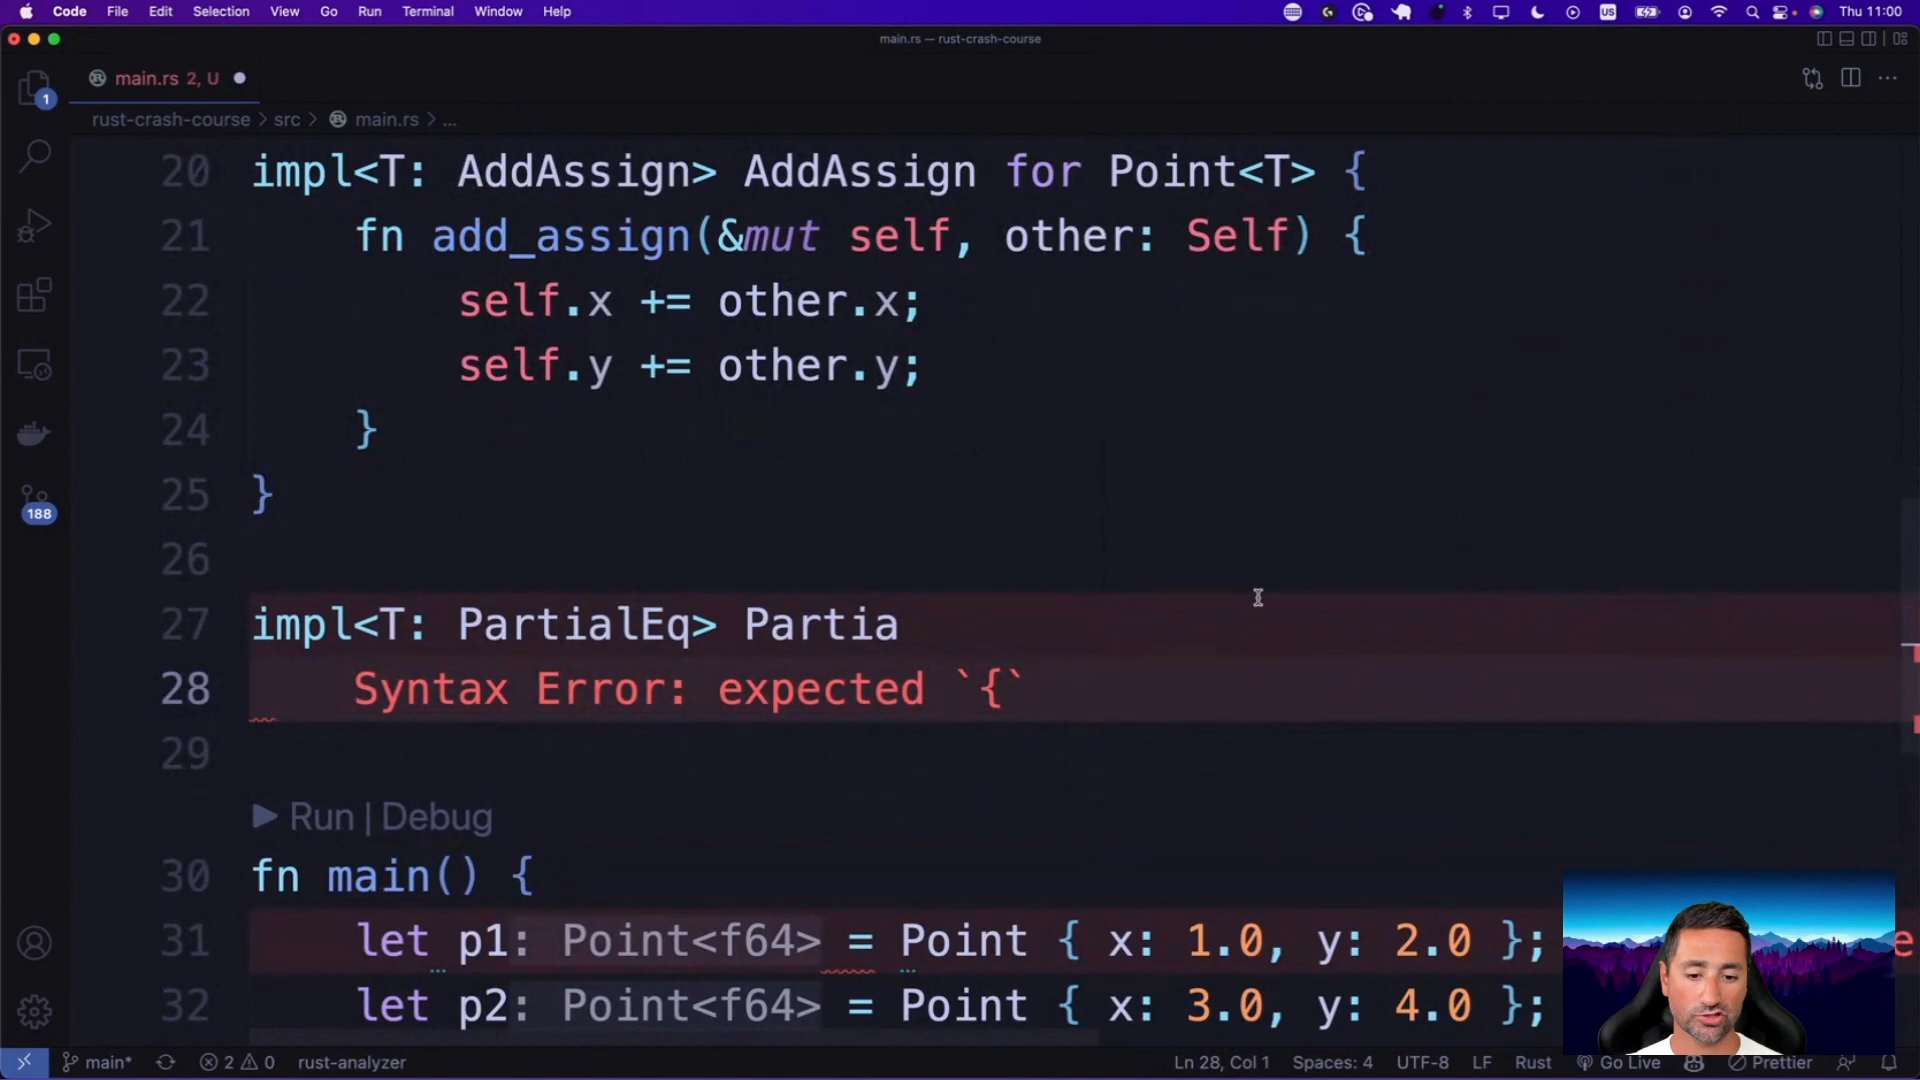 Code File Edit Selection View Go Run Terminal Window Help US Thu 11:00
main.rs — rust-crash-course
main.rs 2, U
1
rust-crash-course > src > main.rs > ...
20 impl<T: AddAssign> AddAssign for Point<T> {
21 fn add_assign(&mut self, other: Self) {
22 self.x += other.x;
23 self.y += other.y;
24 }
25 }
188
26
27 impl<T: PartialEq> Partia
28 Syntax Error: expected `{`
29
Run | Debug
30 fn main() {
31 let p1: Point<f64> = Point { x: 1.0, y: 2.0 }; e
32 let p2: Point<f64> = Point { x: 3.0, y: 4.0 };
main* 2 0 rust-analyzer Ln 28, Col 1 Spaces: 4 UTF-8 LF Rust Go Live Prettier